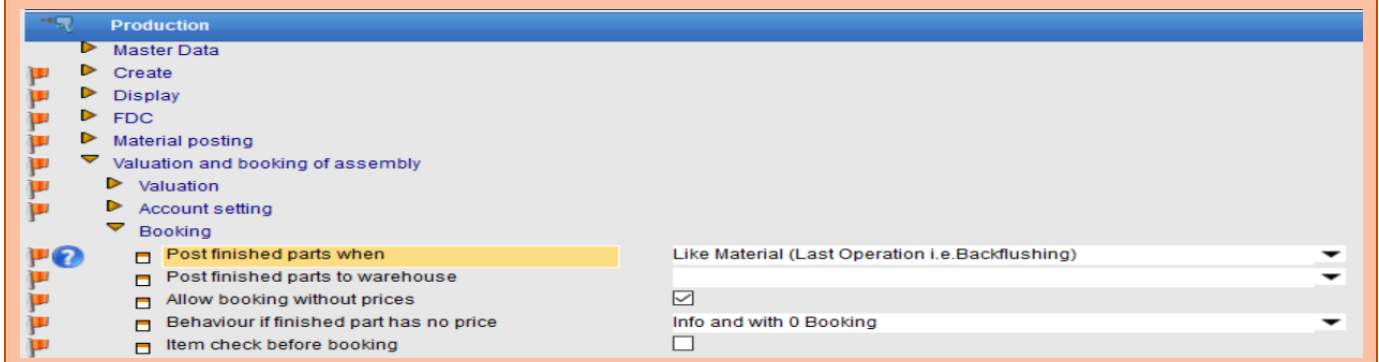 Production
Master Data
Create
Display
FDC
Material posting
Valuation and booking of assembly
Valuation
Account setting
Booking
Post finished parts when Like Material (Last Operation i.e.Backflushing)
Post finished parts to warehouse
Allow booking without prices
Behaviour if finished part has no price Info and with 0 Booking
Item check before booking